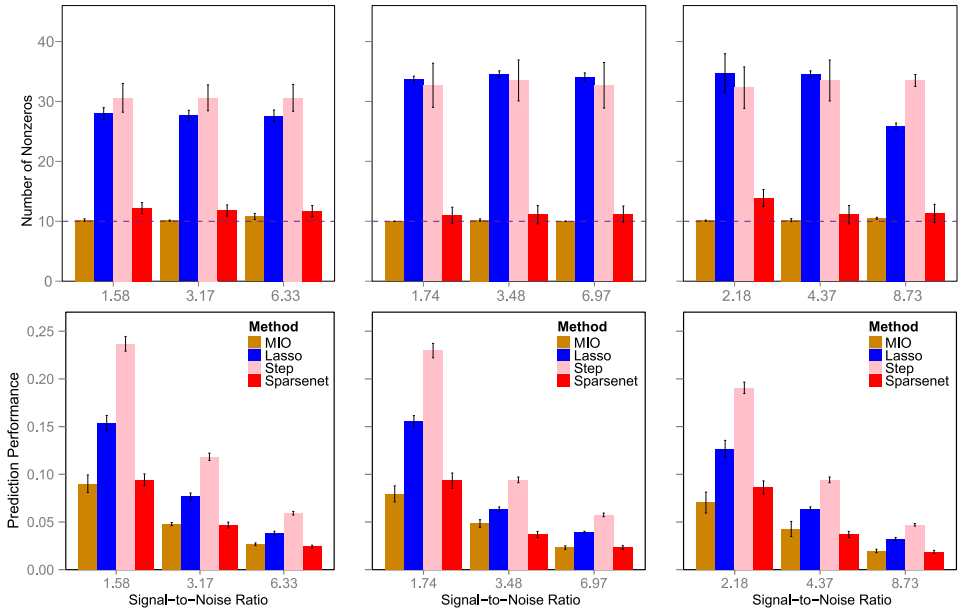 Number of Nonzeros
40
30
20
10
0
1.58 3.17 6.33
1.74 3.48 6.97
2.18 4.37 8.73
Prediction Performance
0.25
0.20
0.15
0.10
0.05
0.00
Method
MIO
Lasso
Step
Sparsenet
1.58 3.17 6.33
Signal−to−Noise Ratio
Method
MIO
Lasso
Step
Sparsenet
1.74 3.48 6.97
Signal−to−Noise Ratio
Method
MIO
Lasso
Step
Sparsenet
2.18 4.37 8.73
Signal−to−Noise Ratio